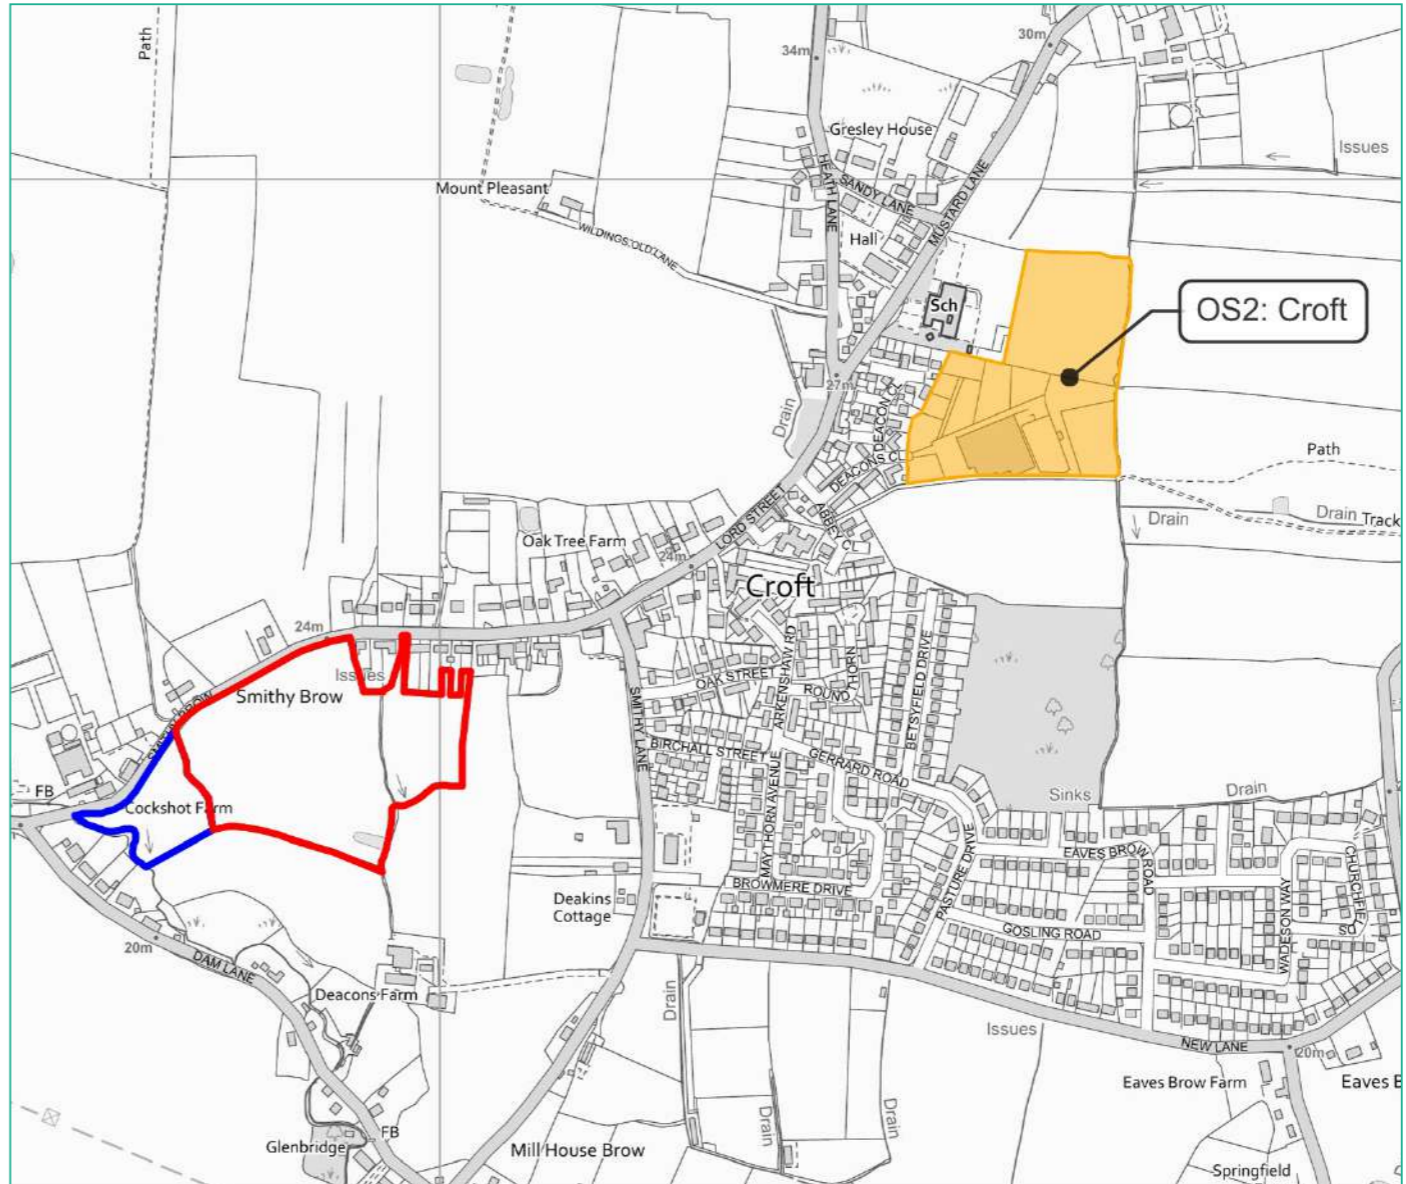 30m
34m
Path
Gresley House
Issues
HEATH LANE
SANDY LANE
MUSTARD LANE
Mount Pleasant
WILDINGS OLD LANE
Hall
Sch
OS2: Croft
27m
Drain
DEACONS CL
DEACONS CL
Path
LORD STREET
ABBEY CL
Drain
Drain
Track
Oak Tree Farm
24m
Croft
24m
Issues
Smithy Brow
SMITHY BROW
OAK STREET
ARKENSHAW RD
ROUND THORN
BETSYFIELD DRIVE
SMITHY LANE
BIRCHALL STREET
GERRARD ROAD
MAYTHORN AVENUE
FB
Cockshot Farm
Sinks
Drain
PASTURE DRIVE
EAVES BROW ROAD
CHURCHFIELDS
BROWMERE DRIVE
Deakins
Cottage
GOSLING ROAD
WADESON WAY
20m
DAM LANE
Deacons Farm
Drain
Issues
NEW LANE
20m
Eaves Brow Farm
Eaves B
Drain
Drain
FB
Glenbridge
Mill House Brow
Springfield